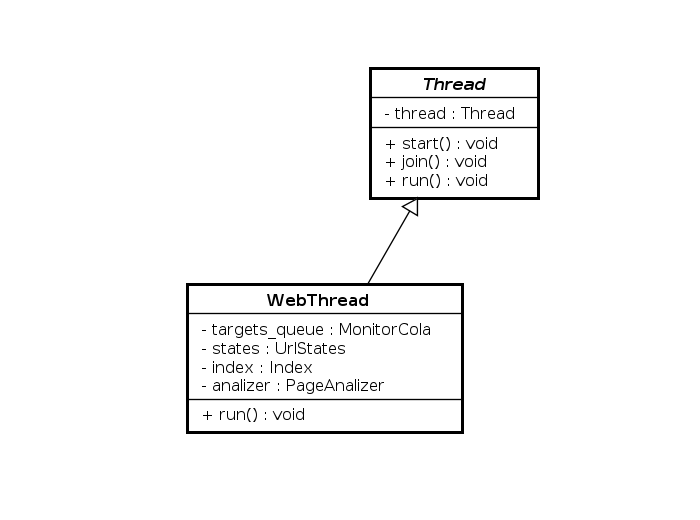 Thread
- thread : Thread
+ start() : void
+ join() : void
+ run() : void
WebThread
- targets_queue : MonitorCola
- states : UrlStates
- index : Index
- analizer : PageAnalizer
+ run() : void